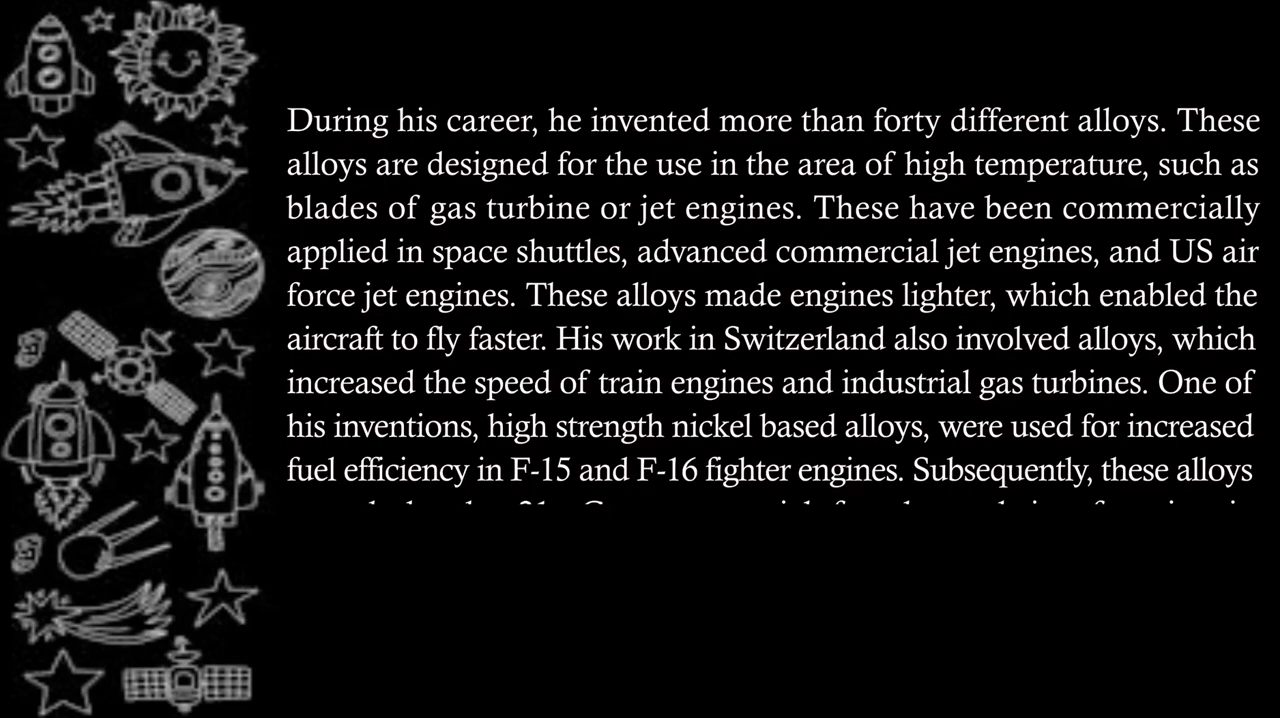 During his career, he invented more than forty different alloys. These
alloys are designed for the use in the area of high temperature, such as
blades of gas turbine or jet engines. These have been commercially
applied in space shuttles, advanced commercial jet engines, and US air
force jet engines. These alloys made engines lighter, which enabled the
aircraft to fly faster. His work in Switzerland also involved alloys, which
increased the speed of train engines and industrial gas turbines. One of
his inventions, high strength nickel based alloys, were used for increased
fuel efficiency in F-15 and F-16 fighter engines. Subsequently, these alloys